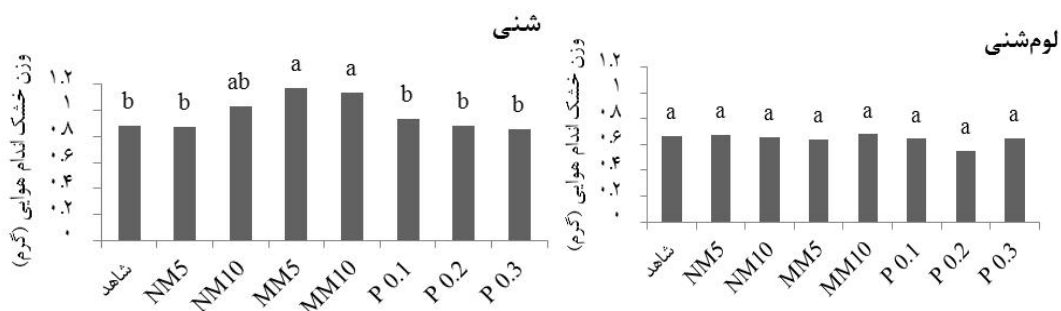 شنی
وزن خشک اندام هوایی (گرم)
۱.۲
۱
۰.۸
۰.۶
۰.۴
۰.۲
۰
b b ab a a b b b
شاهد NM5 NM10 MM5 MM10 P 0.1 P 0.2 P 0.3
لوم‌شنی
وزن خشک اندام هوایی (گرم)
۱.۲
۱
۰.۸
۰.۶
۰.۴
۰.۲
۰
a a a a a a a a
شاهد NM5 NM10 MM5 MM10 P 0.1 P 0.2 P 0.3